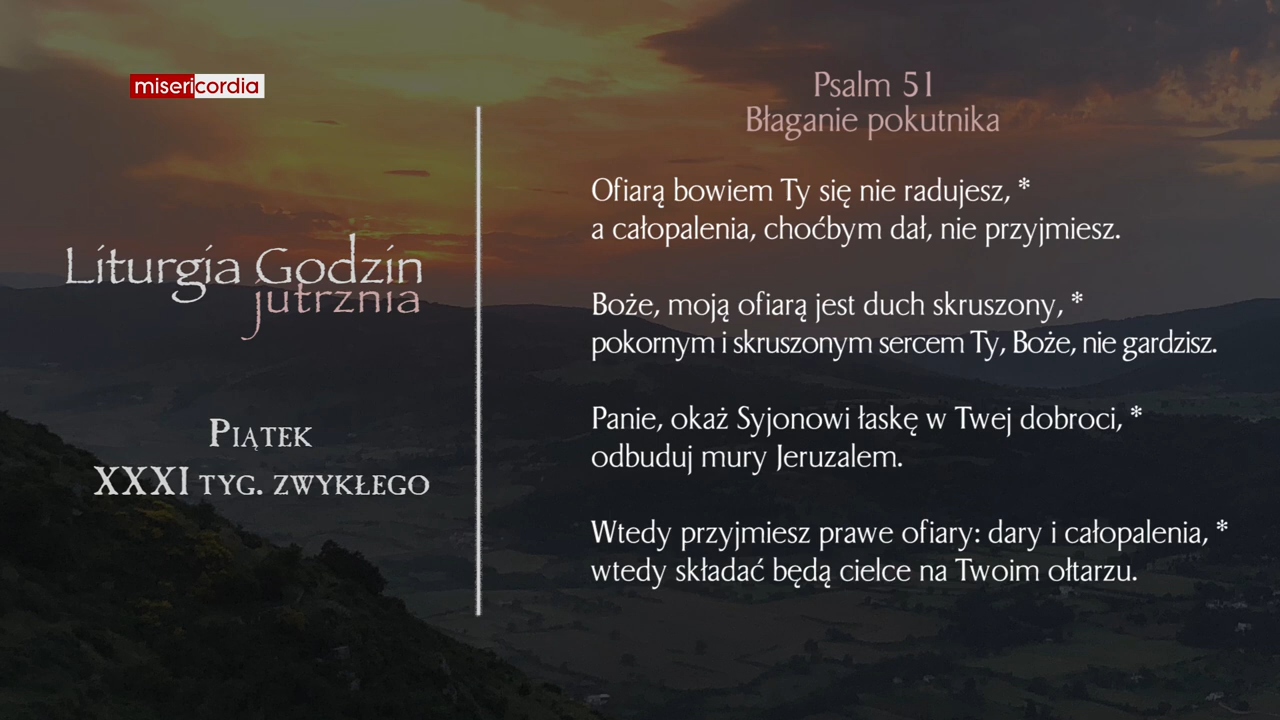 misericordia
Liturgia Godzin
jutrznia
Piątek
XXXI tyg. zwykłego
Psalm 51
Błaganie pokutnika
Ofiarą bowiem Ty się nie radujesz, *
a całopalenia, choćbym dał, nie przyjmiesz.
Boże, moją ofiarą jest duch skruszony, *
pokornym i skruszonym sercem Ty, Boże, nie gardzisz.
Panie, okaż Syjonowi łaskę w Twej dobroci, *
odbuduj mury Jeruzalem.
Wtedy przyjmiesz prawe ofiary: dary i całopalenia, *
wtedy składać będą cielce na Twoim ołtarzu.